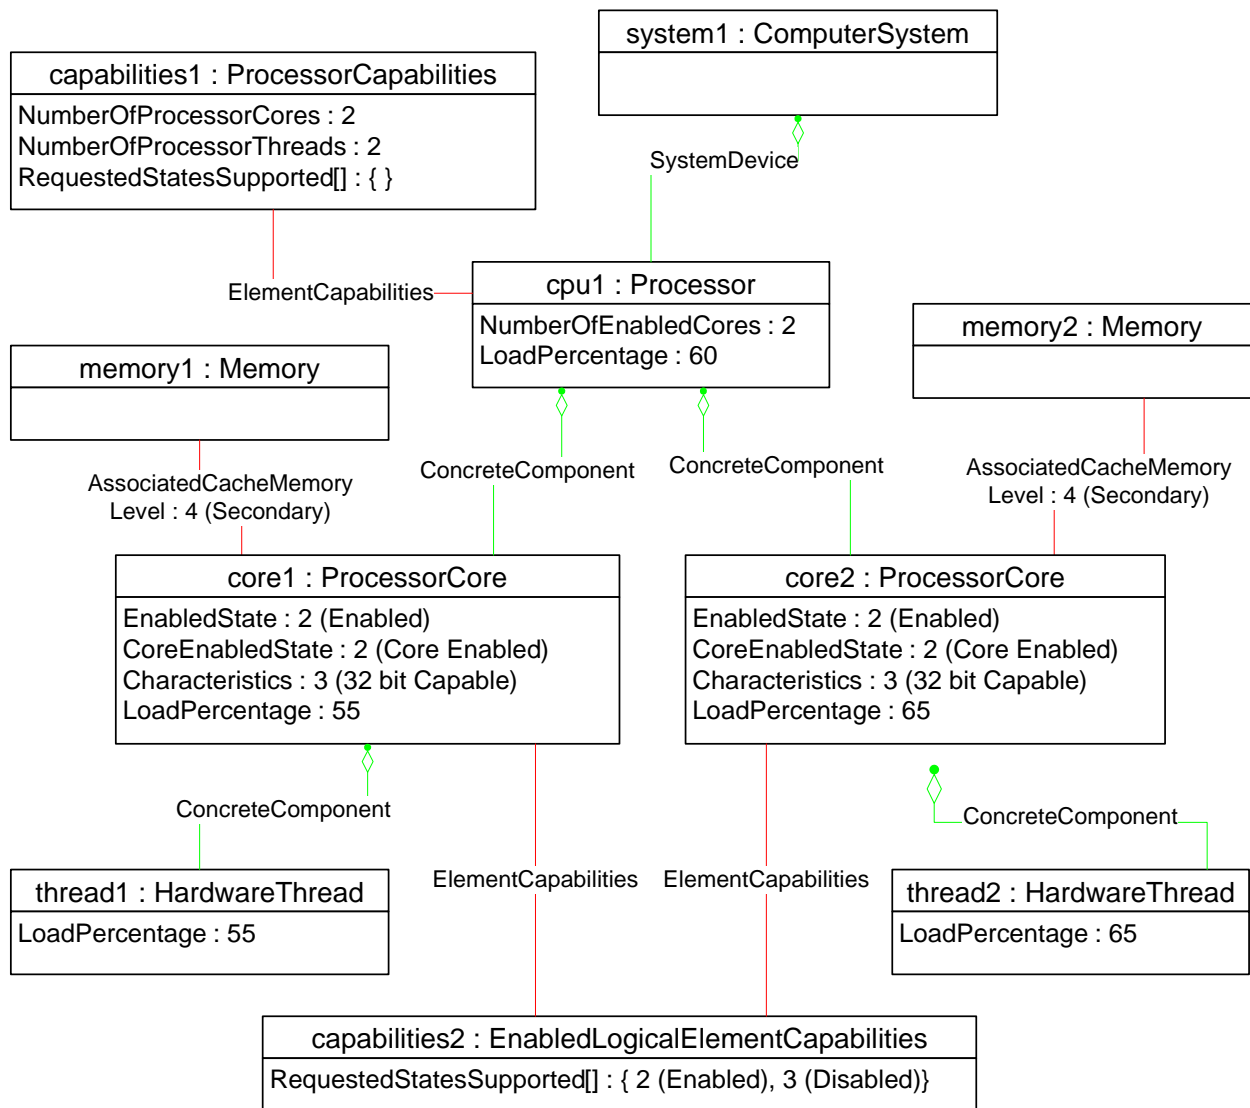 system1 : ComputerSystem
capabilities1 : ProcessorCapabilities
NumberOfProcessorCores : 2
NumberOfProcessorThreads : 2
RequestedStatesSupported[] : { }
SystemDevice
ElementCapabilities
cpu1 : Processor
NumberOfEnabledCores : 2
LoadPercentage : 60
memory2 : Memory
memory1 : Memory
AssociatedCacheMemory
Level : 4 (Secondary)
ConcreteComponent
ConcreteComponent
AssociatedCacheMemory
Level : 4 (Secondary)
core1 : ProcessorCore
EnabledState : 2 (Enabled)
CoreEnabledState : 2 (Core Enabled)
Characteristics : 3 (32 bit Capable)
LoadPercentage : 55
core2 : ProcessorCore
EnabledState : 2 (Enabled)
CoreEnabledState : 2 (Core Enabled)
Characteristics : 3 (32 bit Capable)
LoadPercentage : 65
ConcreteComponent
ConcreteComponent
ElementCapabilities
ElementCapabilities
thread1 : HardwareThread
LoadPercentage : 55
thread2 : HardwareThread
LoadPercentage : 65
capabilities2 : EnabledLogicalElementCapabilities
RequestedStatesSupported[] : { 2 (Enabled), 3 (Disabled)}